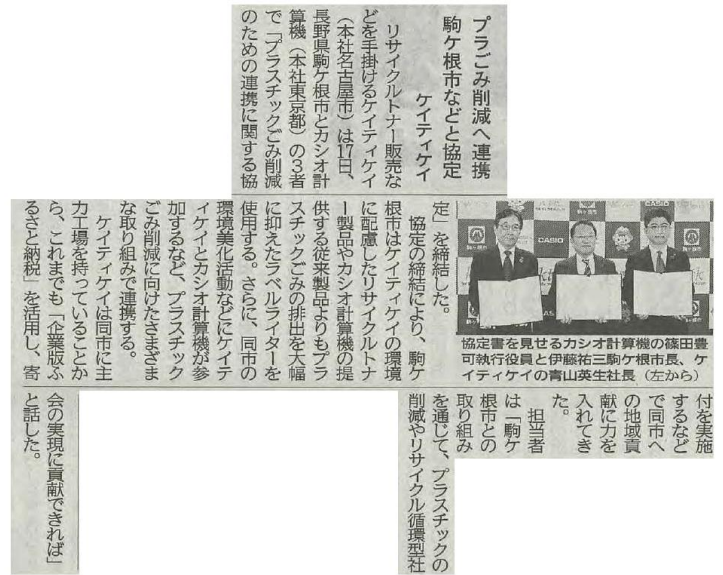 プラごみ削減へ連携
駒ケ根市などと協定
ケイティケイ
リサイクルトナー販売な
どを手掛けるケイティケイ
（本社名古屋市）は17日、
長野県駒ケ根市とカシオ計
算機（本社東京都）の3者
で「プラスチックごみ削減
のための連携に関する協
CASIO
CASIO
協定書を見せるカシオ計算機の篠田豊
可執行役員と伊藤祐三駒ケ根市長、ケ
イティケイの青山英生社長（左から）
定」を締結した。
協定の締結により、駒ケ
根市はケイティケイの環境
に配慮したリサイクルトナ
ー製品やカシオ計算機の提
供する従来製品よりもプラ
スチックごみの排出を大幅
に抑えたラベルライターを
使用する。さらに、同市の
環境美化活動などにケイテ
ィケイとカシオ計算機が参
加するなど、プラスチック
ごみ削減に向けたさまざま
な取り組みで連携する。
ケイティケイは同市に主
力工場を持っていることか
ら、これまでも「企業版ふ
るさと納税」を活用し、寄
付を実施
するなど
で同市へ
の地域貢
献に力を
入れてき
た。
担当者
は「駒ケ
根市との
取り組み
を通じて、プラスチックの
削減やリサイクル循環型社
会の実現に貢献できれば」
と話した。